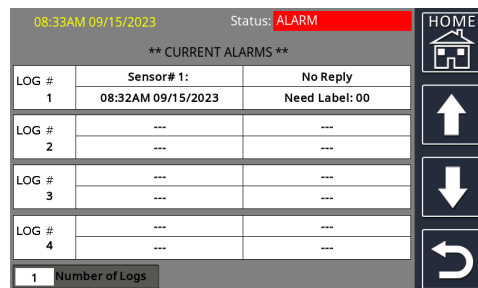 08:33AM 09/15/2023 Status: ALARM HOME
** CURRENT ALARMS **
LOG # Sensor# 1: No Reply
1 08:32AM 09/15/2023 Need Label: 00
LOG # --- ---
2 --- ---
LOG # --- ---
3 --- ---
LOG # --- ---
4 --- ---
1 Number of Logs